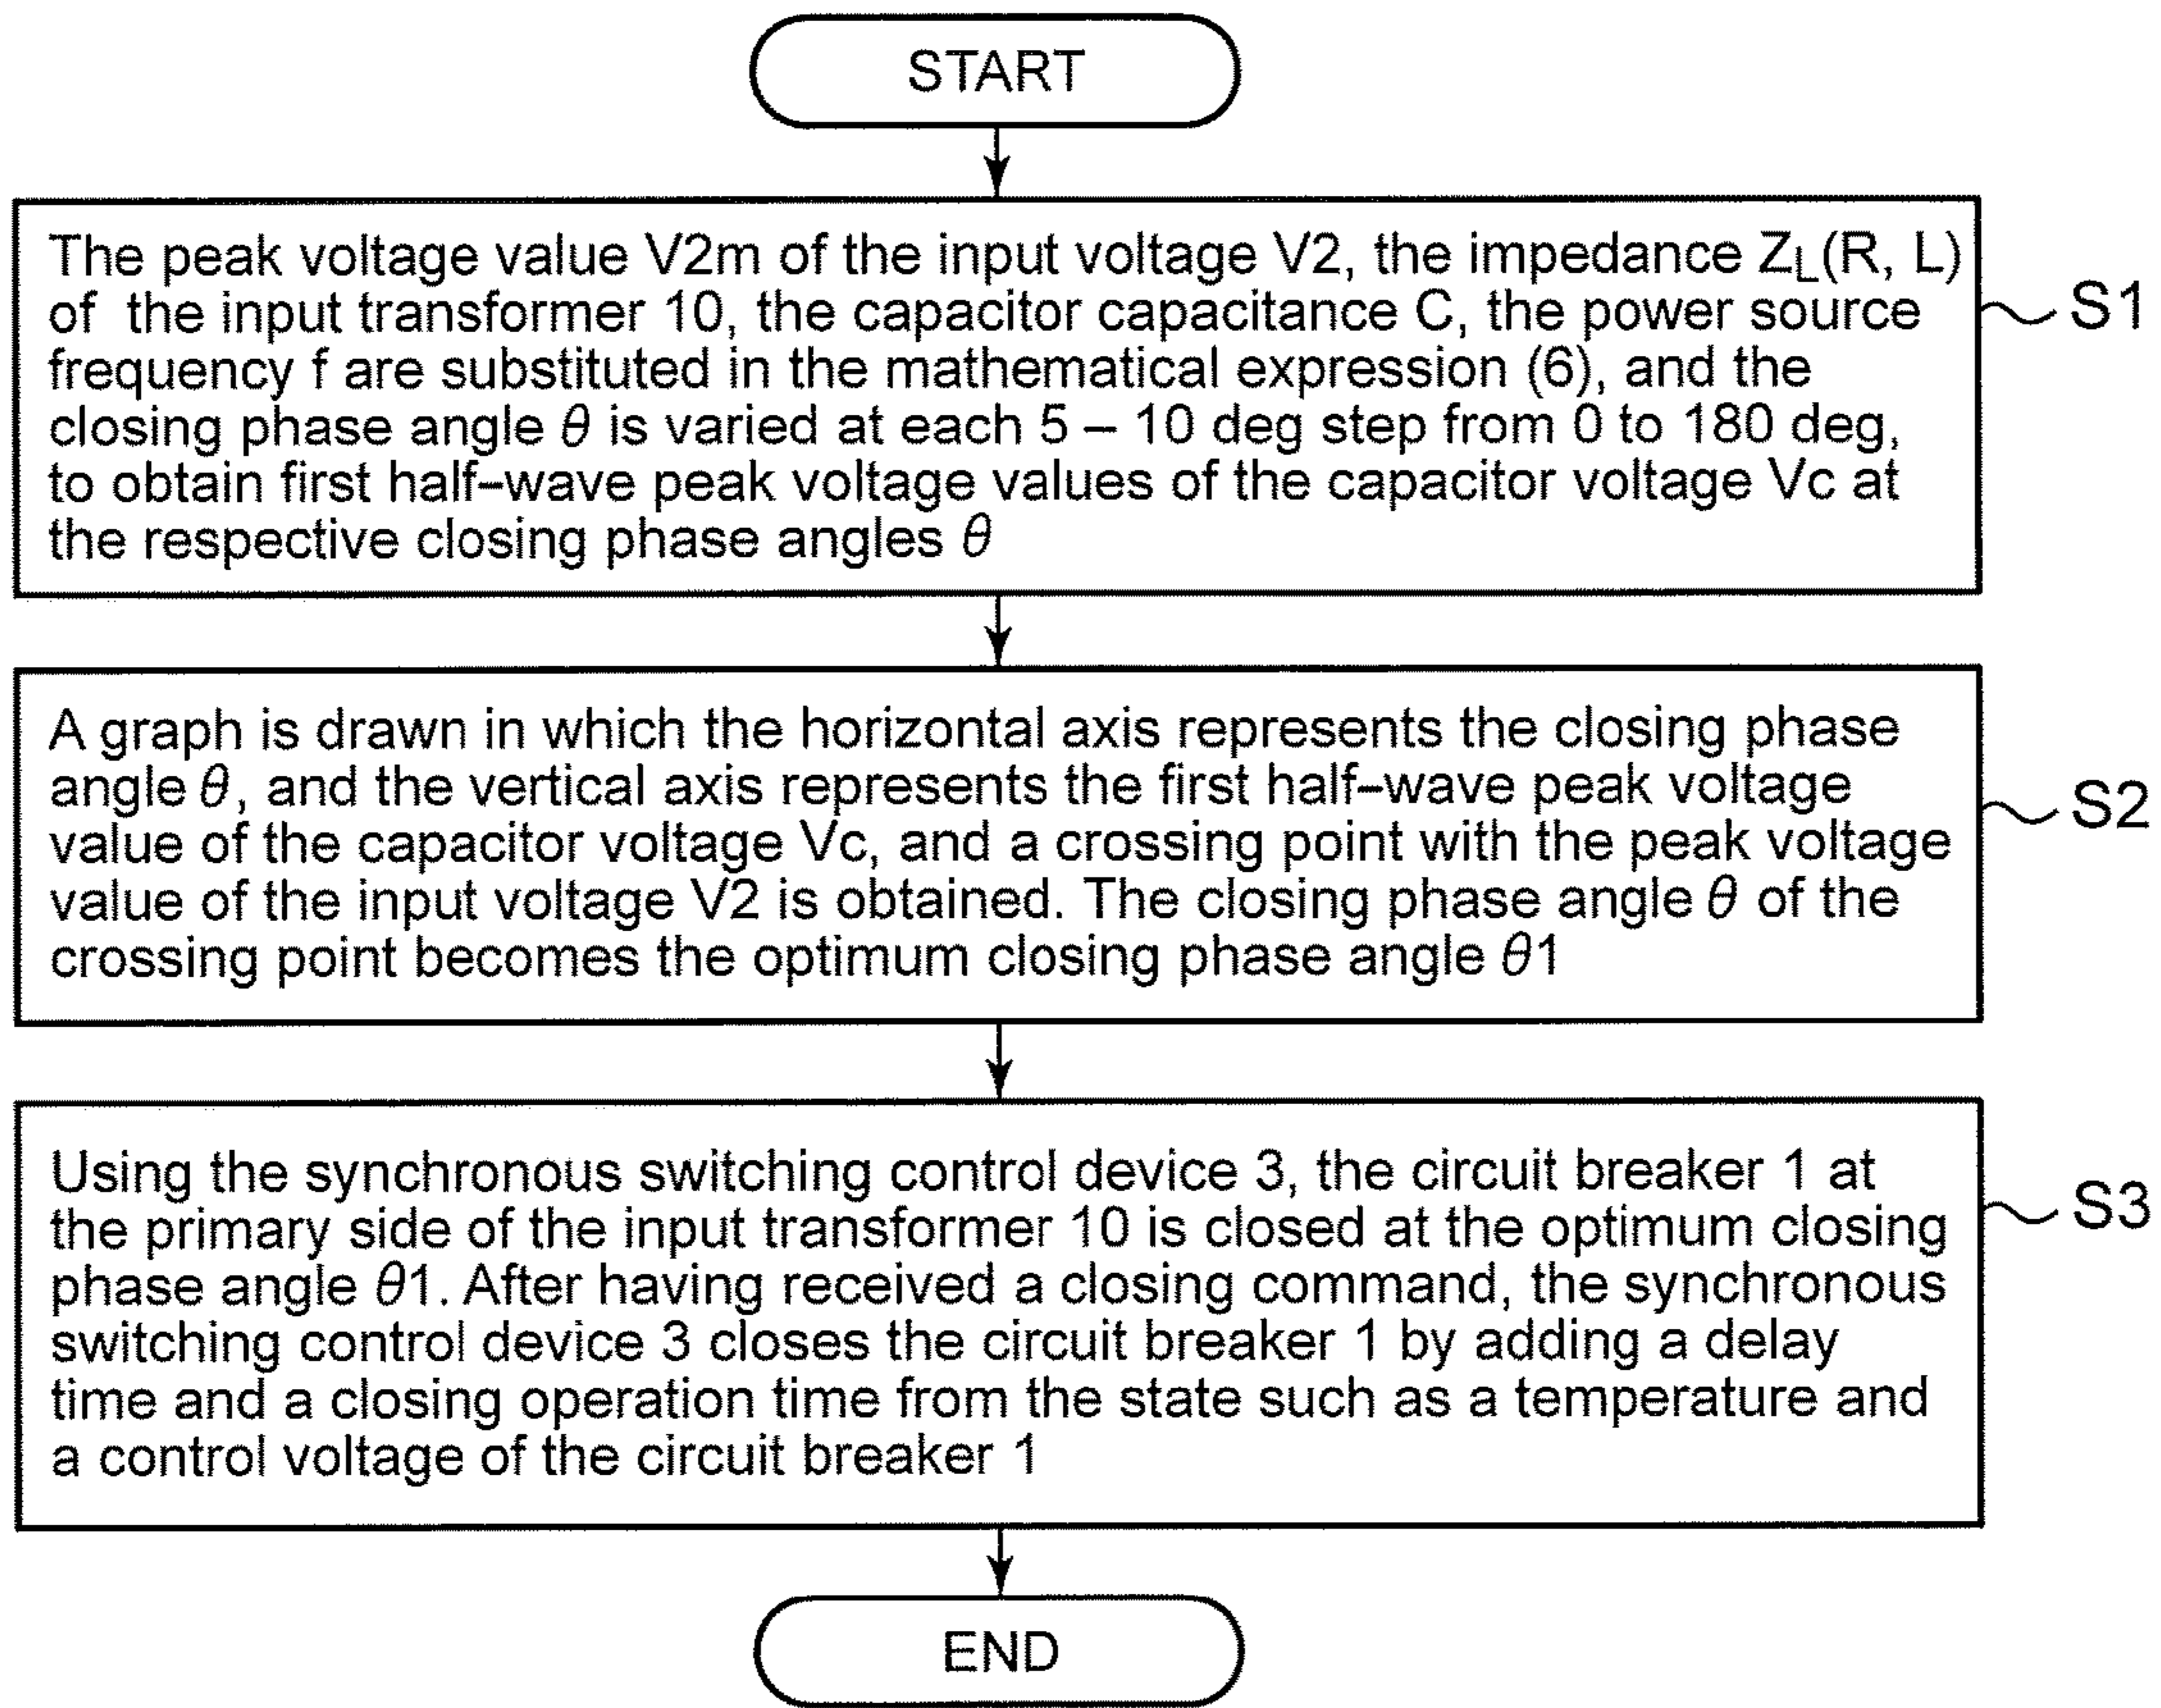 START
The peak voltage value V2m of the input voltage V2, the impedance ZL(R, L)
of the input transformer 10, the capacitor capacitance C, the power source
frequency f are substituted in the mathematical expression (6), and the
closing phase angle θ is varied at each 5 – 10 deg step from 0 to 180 deg,
to obtain first half–wave peak voltage values of the capacitor voltage Vc at
the respective closing phase angles θ
S1
A graph is drawn in which the horizontal axis represents the closing phase
angle θ, and the vertical axis represents the first half–wave peak voltage
value of the capacitor voltage Vc, and a crossing point with the peak voltage
value of the input voltage V2 is obtained. The closing phase angle θ of the
crossing point becomes the optimum closing phase angle θ1
S2
Using the synchronous switching control device 3, the circuit breaker 1 at
the primary side of the input transformer 10 is closed at the optimum closing
phase angle θ1. After having received a closing command, the synchronous
switching control device 3 closes the circuit breaker 1 by adding a delay
time and a closing operation time from the state such as a temperature and
a control voltage of the circuit breaker 1
S3
END